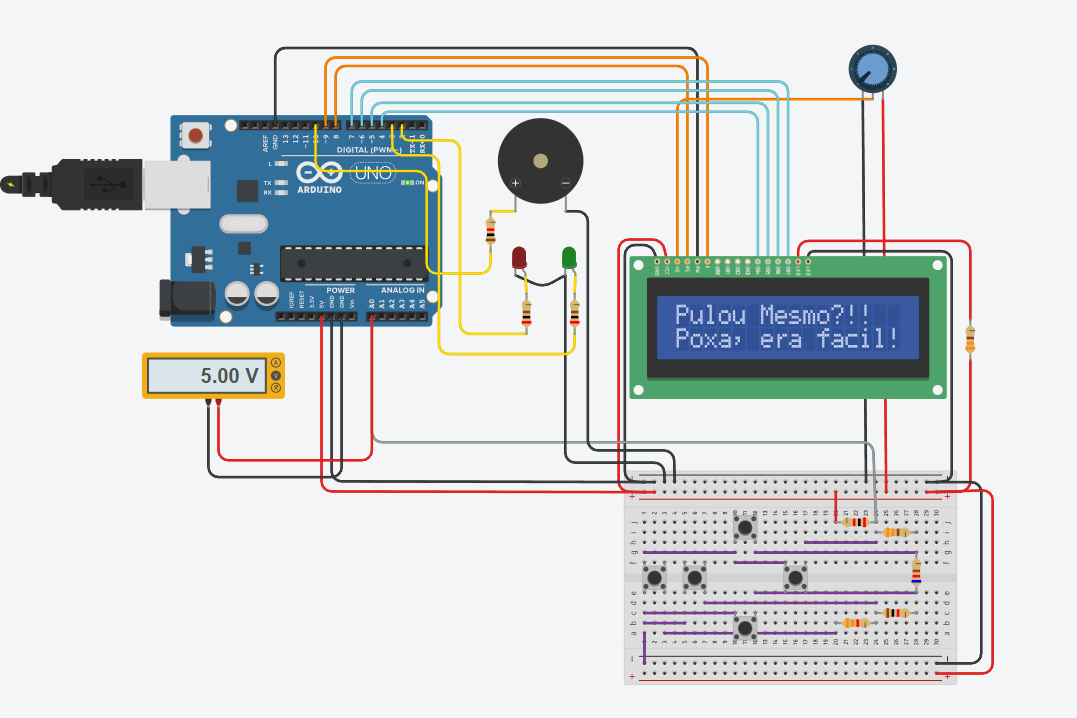 AREF
GND
13
12
~11
~9
8
7
~6
~5
4
2
TX→1
RX←0
DIGITAL (PWM~)
L
TX
RX
UNO
ON
ARDUINO
POWER
ANALOG IN
IOREF
RESET
3.3V
5V
GND
GND
Vin
A0
A1
A2
A3
A4
A5
+
−
Pulou Mesmo?!!
Poxa, era facil!
5.00 V
A
V
R